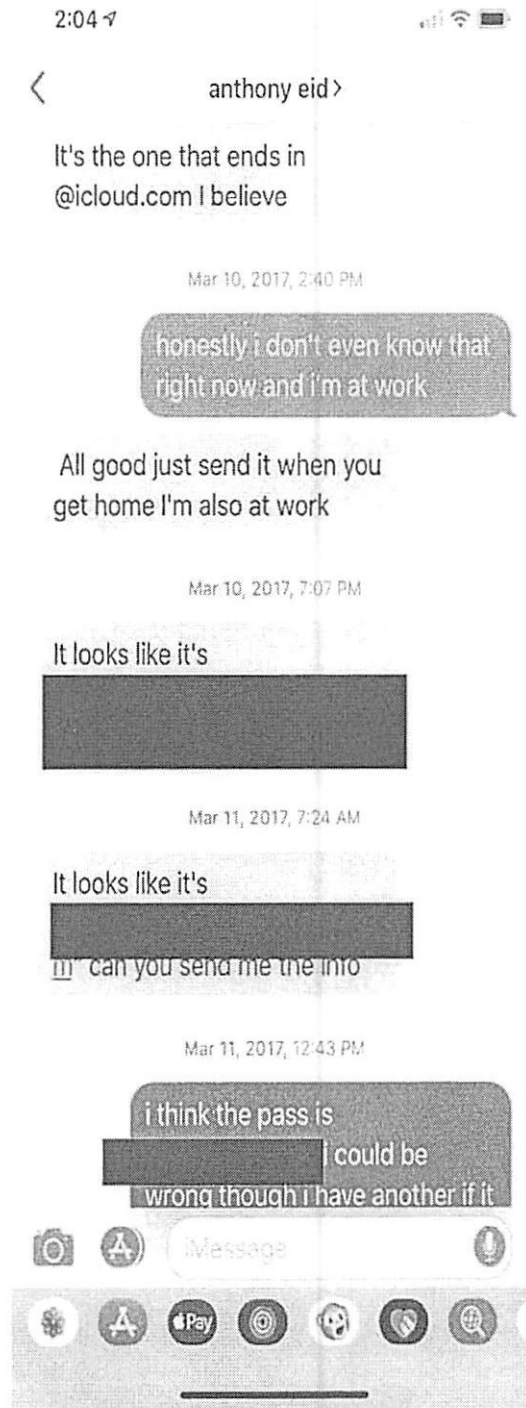 2:04
anthony eid >
It's the one that ends in
@icloud.com I believe
Mar 10, 2017, 2:40 PM
honestly i don't even know that
right now and i'm at work
All good just send it when you
get home I'm also at work
Mar 10, 2017, 7:07 PM
It looks like it's
Mar 11, 2017, 7:24 AM
It looks like it's
m can you send me the info
Mar 11, 2017, 12:43 PM
i think the pass is
i could be
wrong though i have another if it
iMessage
Pay